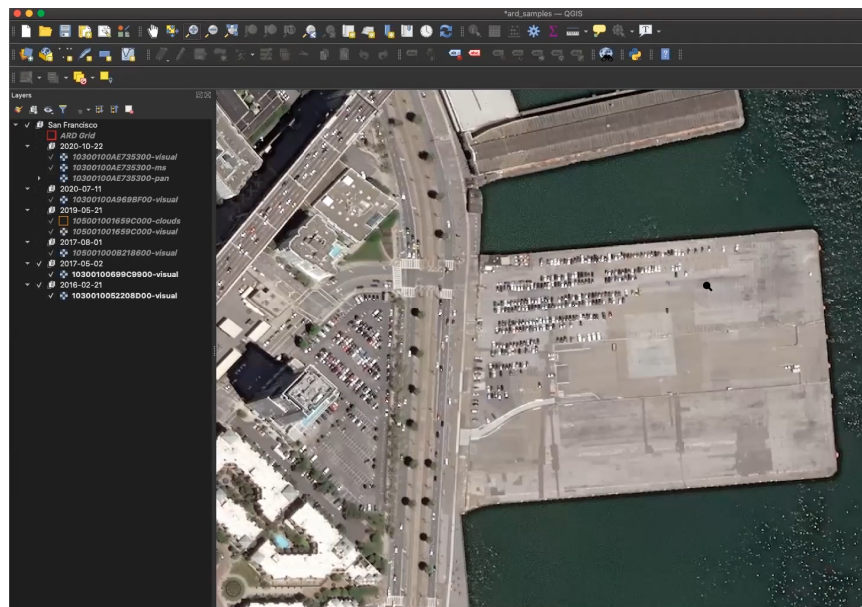 *ard_samples — QGIS
Layers
San Francisco
ARD Grid
2020-10-22
10300100AE735300-visual
10300100AE735300-ms
10300100AE735300-pan
2020-07-11
10300100A969BF00-visual
2019-05-21
105001001659C000-clouds
105001001659C000-visual
2017-08-01
105001000B218600-visual
2017-05-02
10300100699C9900-visual
2016-02-21
1030010052208D00-visual